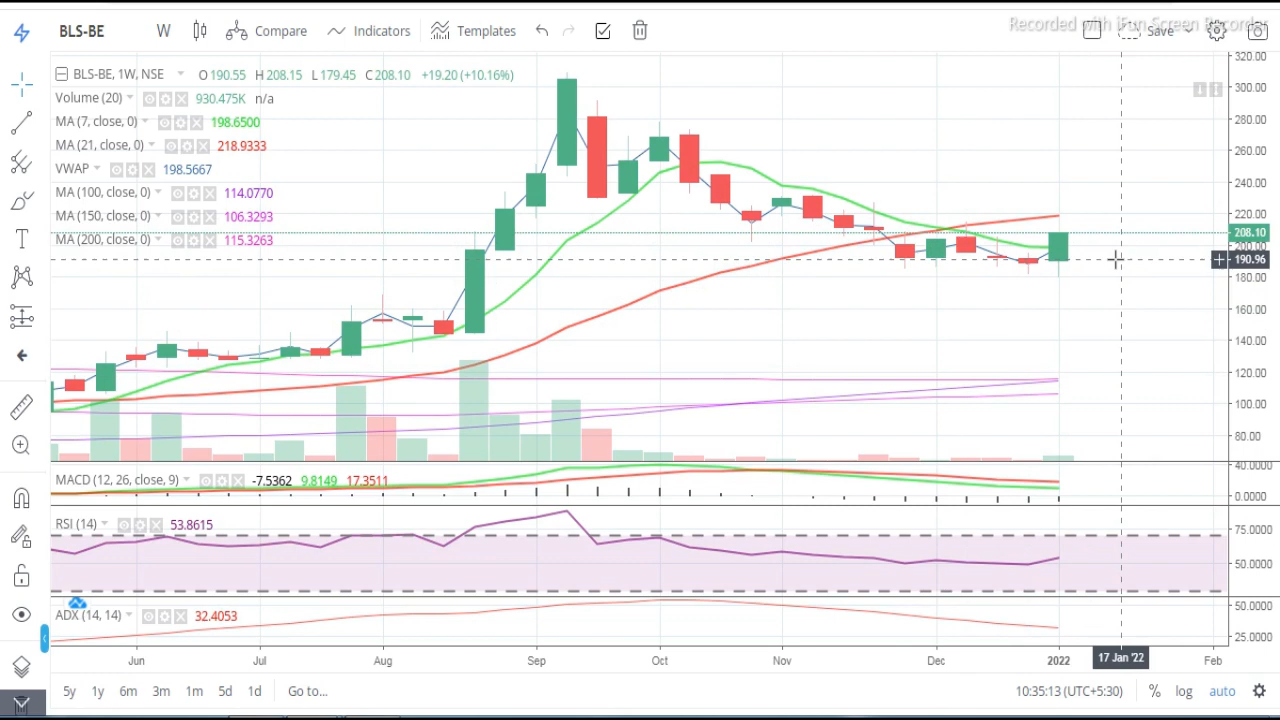 Recorded with iFun Screen Recorder
BLS-BE W Compare Indicators Templates Save
BLS-BE, 1W, NSE O 190.55 H 208.15 L 179.45 C 208.10 +19.20 (+10.16%)
Volume (20) 930.475K n/a
MA (7, close, 0) 198.6500
MA (21, close, 0) 218.9333
VWAP 198.5667
MA (100, close, 0) 114.0770
MA (150, close, 0) 106.3293
MA (200, close, 0) 115.3263
320.00
300.00
280.00
260.00
240.00
220.00
208.10
200.00
190.96
180.00
160.00
140.00
120.00
100.00
80.00
MACD (12, 26, close, 9) -7.5362 9.8149 17.3511
40.0000
0.0000
RSI (14) 53.8615
75.0000
50.0000
ADX (14, 14) 32.4053
50.0000
25.0000
Jun Jul Aug Sep Oct Nov Dec 2022 17 Jan '22 Feb
5y 1y 6m 3m 1m 5d 1d Go to... 10:35:13 (UTC+5:30) % log auto